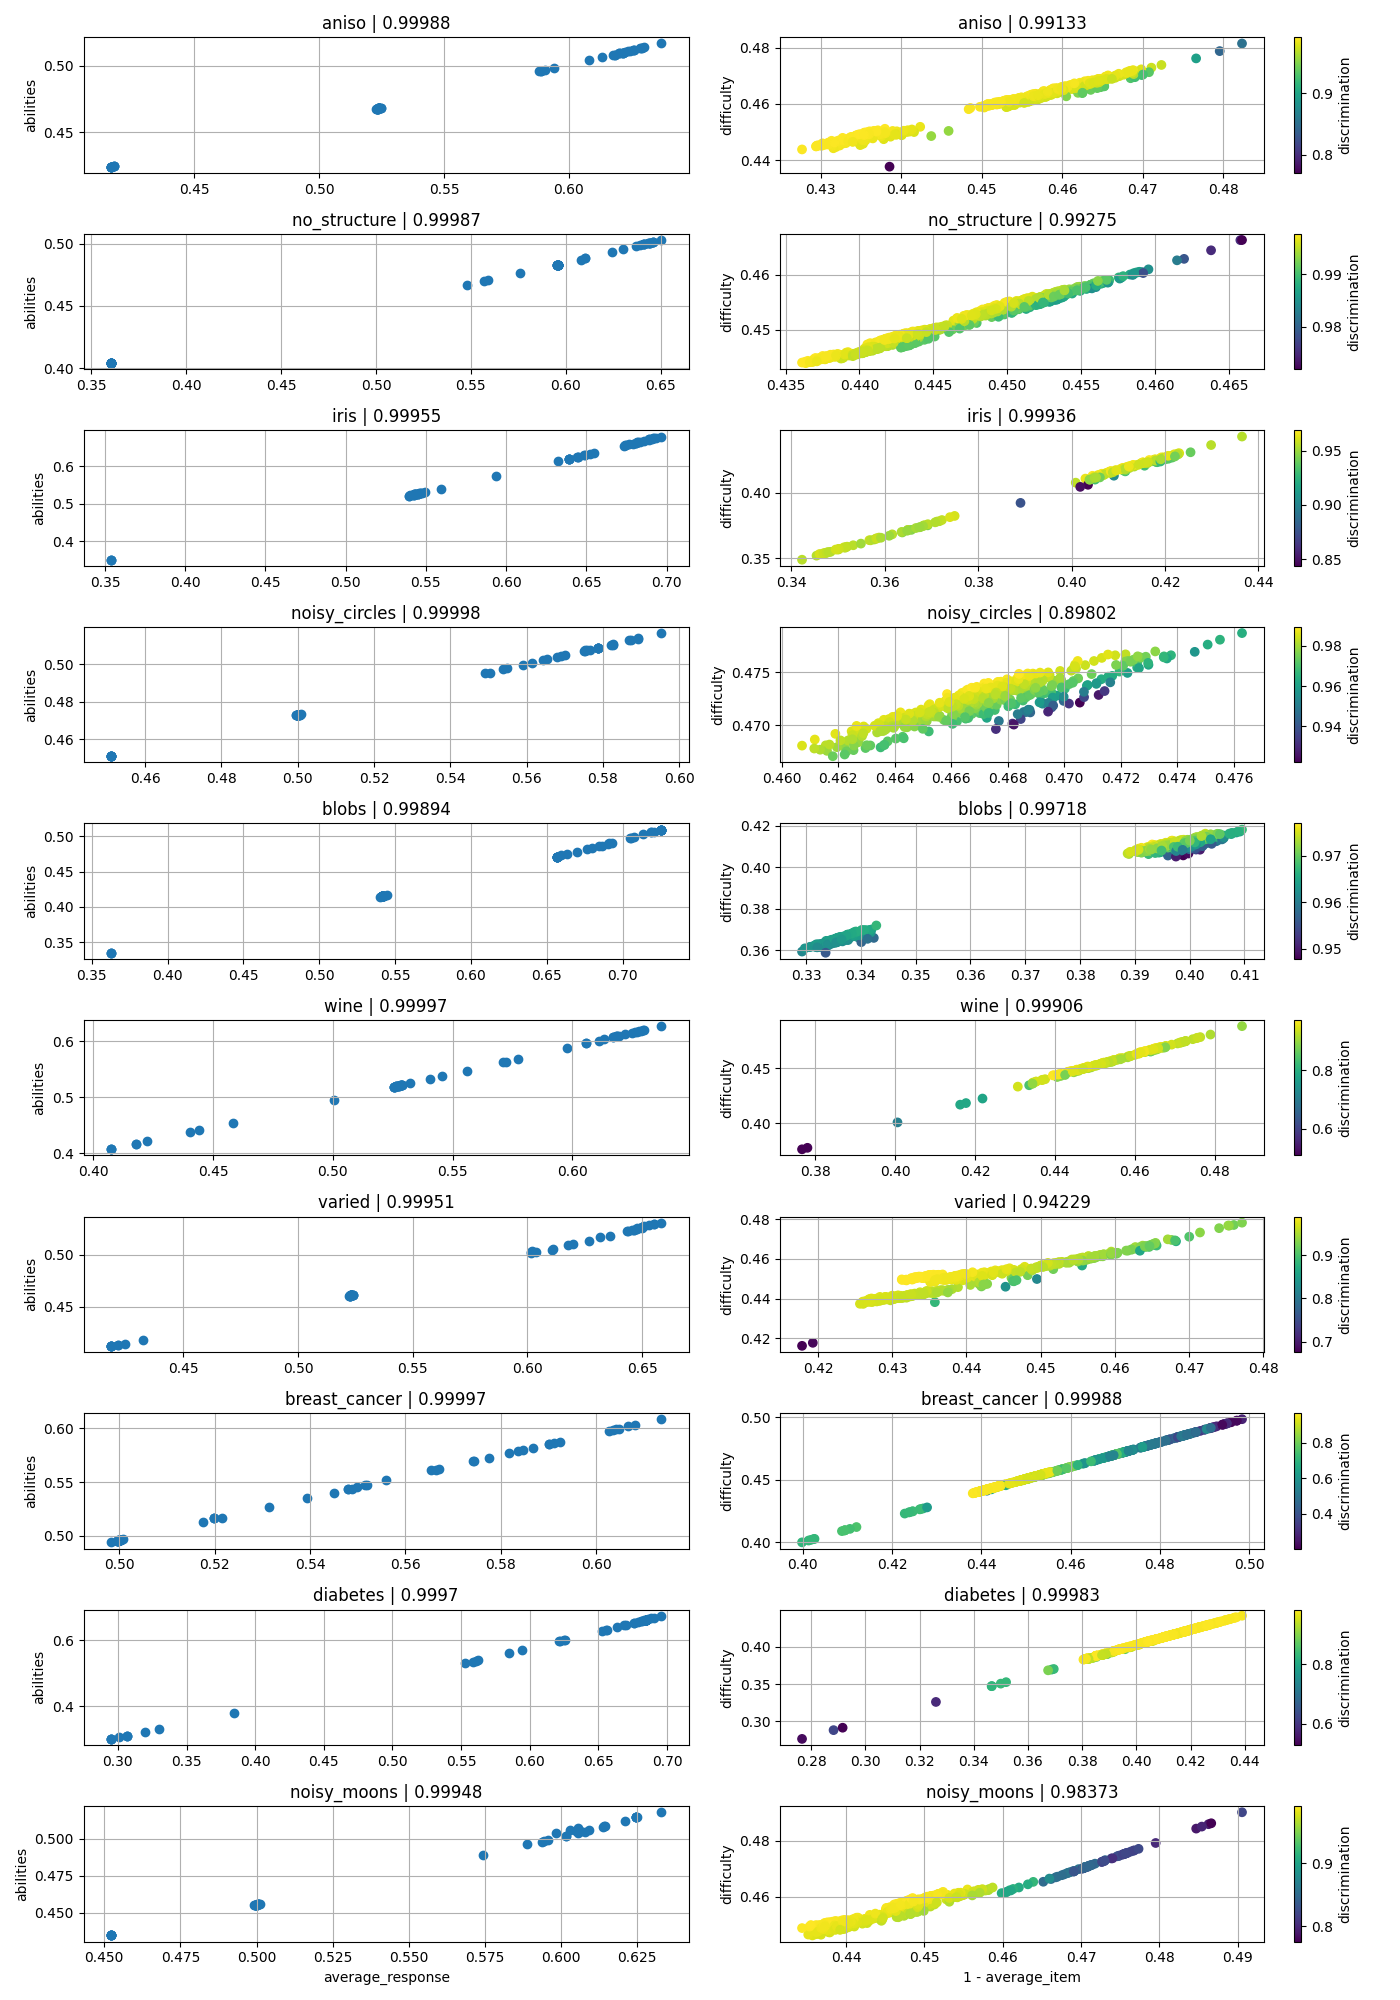 aniso | 0.99988
abilities
0.50
0.45
0.45 0.50 0.55 0.60
aniso | 0.99133
difficulty
0.48
0.46
0.44
0.43 0.44 0.45 0.46 0.47 0.48
discrimination
0.9
0.8
no_structure | 0.99987
abilities
0.50
0.45
0.40
0.35 0.40 0.45 0.50 0.55 0.60 0.65
no_structure | 0.99275
difficulty
0.46
0.45
0.435 0.440 0.445 0.450 0.455 0.460 0.465
discrimination
0.99
0.98
iris | 0.99955
abilities
0.6
0.5
0.4
0.35 0.40 0.45 0.50 0.55 0.60 0.65 0.70
iris | 0.99936
difficulty
0.40
0.35
0.34 0.36 0.38 0.40 0.42 0.44
discrimination
0.95
0.90
0.85
noisy_circles | 0.99998
abilities
0.50
0.48
0.46
0.46 0.48 0.50 0.52 0.54 0.56 0.58 0.60
noisy_circles | 0.89802
difficulty
0.475
0.470
0.460 0.462 0.464 0.466 0.468 0.470 0.472 0.474 0.476
discrimination
0.98
0.96
0.94
blobs | 0.99894
abilities
0.50
0.45
0.40
0.35
0.35 0.40 0.45 0.50 0.55 0.60 0.65 0.70
blobs | 0.99718
difficulty
0.42
0.40
0.38
0.36
0.33 0.34 0.35 0.36 0.37 0.38 0.39 0.40 0.41
discrimination
0.97
0.96
0.95
wine | 0.99997
abilities
0.6
0.5
0.4
0.40 0.45 0.50 0.55 0.60
wine | 0.99906
difficulty
0.45
0.40
0.38 0.40 0.42 0.44 0.46 0.48
discrimination
0.8
0.6
varied | 0.99951
abilities
0.50
0.45
0.45 0.50 0.55 0.60 0.65
varied | 0.94229
difficulty
0.48
0.46
0.44
0.42
0.42 0.43 0.44 0.45 0.46 0.47 0.48
discrimination
0.9
0.8
0.7
breast_cancer | 0.99997
abilities
0.60
0.55
0.50
0.50 0.52 0.54 0.56 0.58 0.60
breast_cancer | 0.99988
difficulty
0.50
0.45
0.40
0.40 0.42 0.44 0.46 0.48 0.50
discrimination
0.8
0.6
0.4
diabetes | 0.9997
abilities
0.6
0.4
0.30 0.35 0.40 0.45 0.50 0.55 0.60 0.65 0.70
diabetes | 0.99983
difficulty
0.40
0.35
0.30
0.28 0.30 0.32 0.34 0.36 0.38 0.40 0.42 0.44
discrimination
0.8
0.6
noisy_moons | 0.99948
abilities
0.500
0.475
0.450
0.450 0.475 0.500 0.525 0.550 0.575 0.600 0.625
average_response
noisy_moons | 0.98373
difficulty
0.48
0.46
0.44 0.45 0.46 0.47 0.48 0.49
1 - average_item
discrimination
0.9
0.8